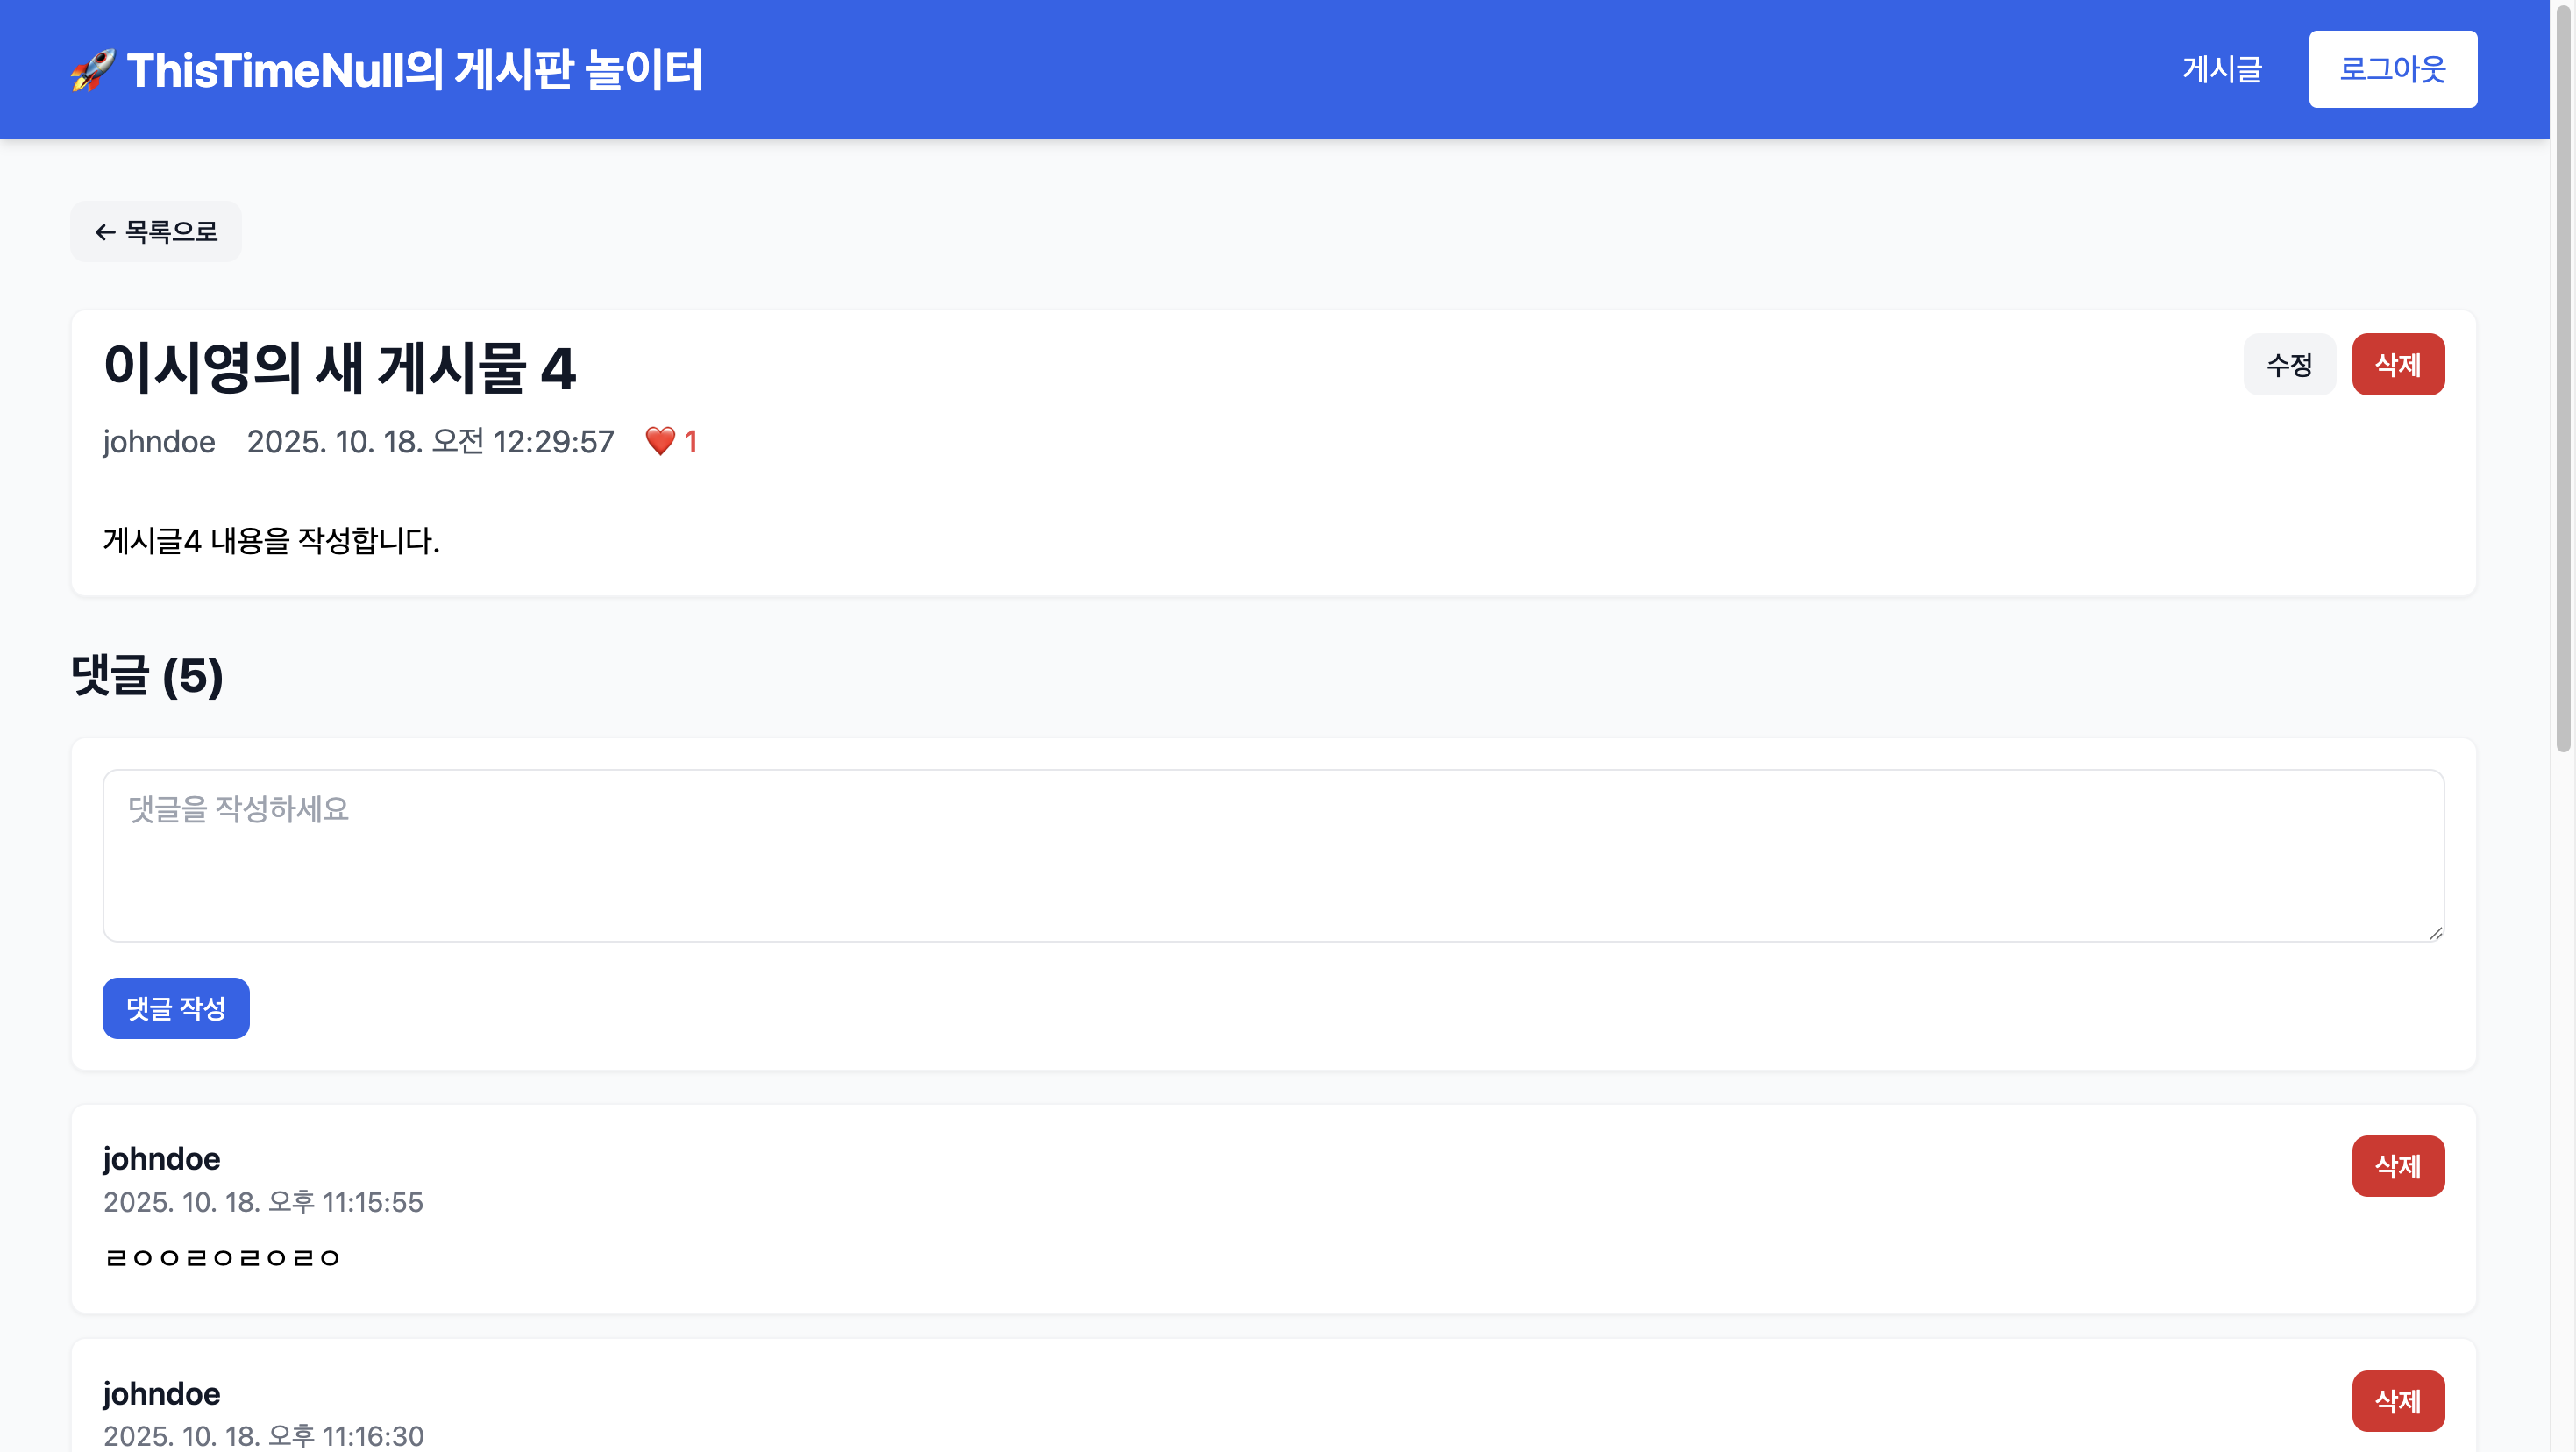 🚀 ThisTimeNull의 게시판 놀이터
게시글
로그아웃
← 목록으로
이시영의 새 게시물 4
수정
삭제
johndoe 2025. 10. 18. 오전 12:29:57 ❤️ 1
게시글4 내용을 작성합니다.
댓글 (5)
댓글을 작성하세요
댓글 작성
johndoe
삭제
2025. 10. 18. 오후 11:15:55
ㄹㅇㅇㄹㅇㄹㅇㄹㅇ
johndoe
삭제
2025. 10. 18. 오후 11:16:30